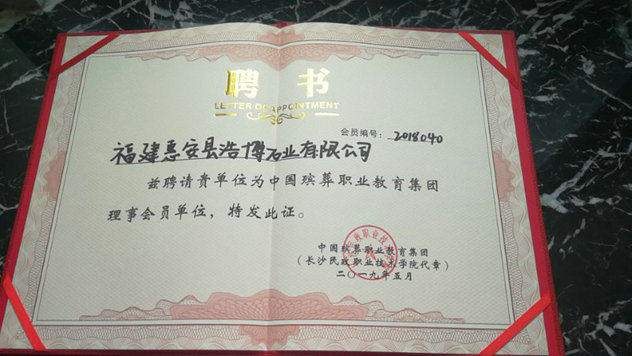 聘书
LETTER OF APPOINTMENT
会员编号:2018040
福建惠安县浩博石业有限公司
兹聘请贵单位为中国殡葬职业教育集团
理事会员单位,特发此证。
中国殡葬职业教育集团
(长沙民政职业技术学院代章)
二〇一九年五月